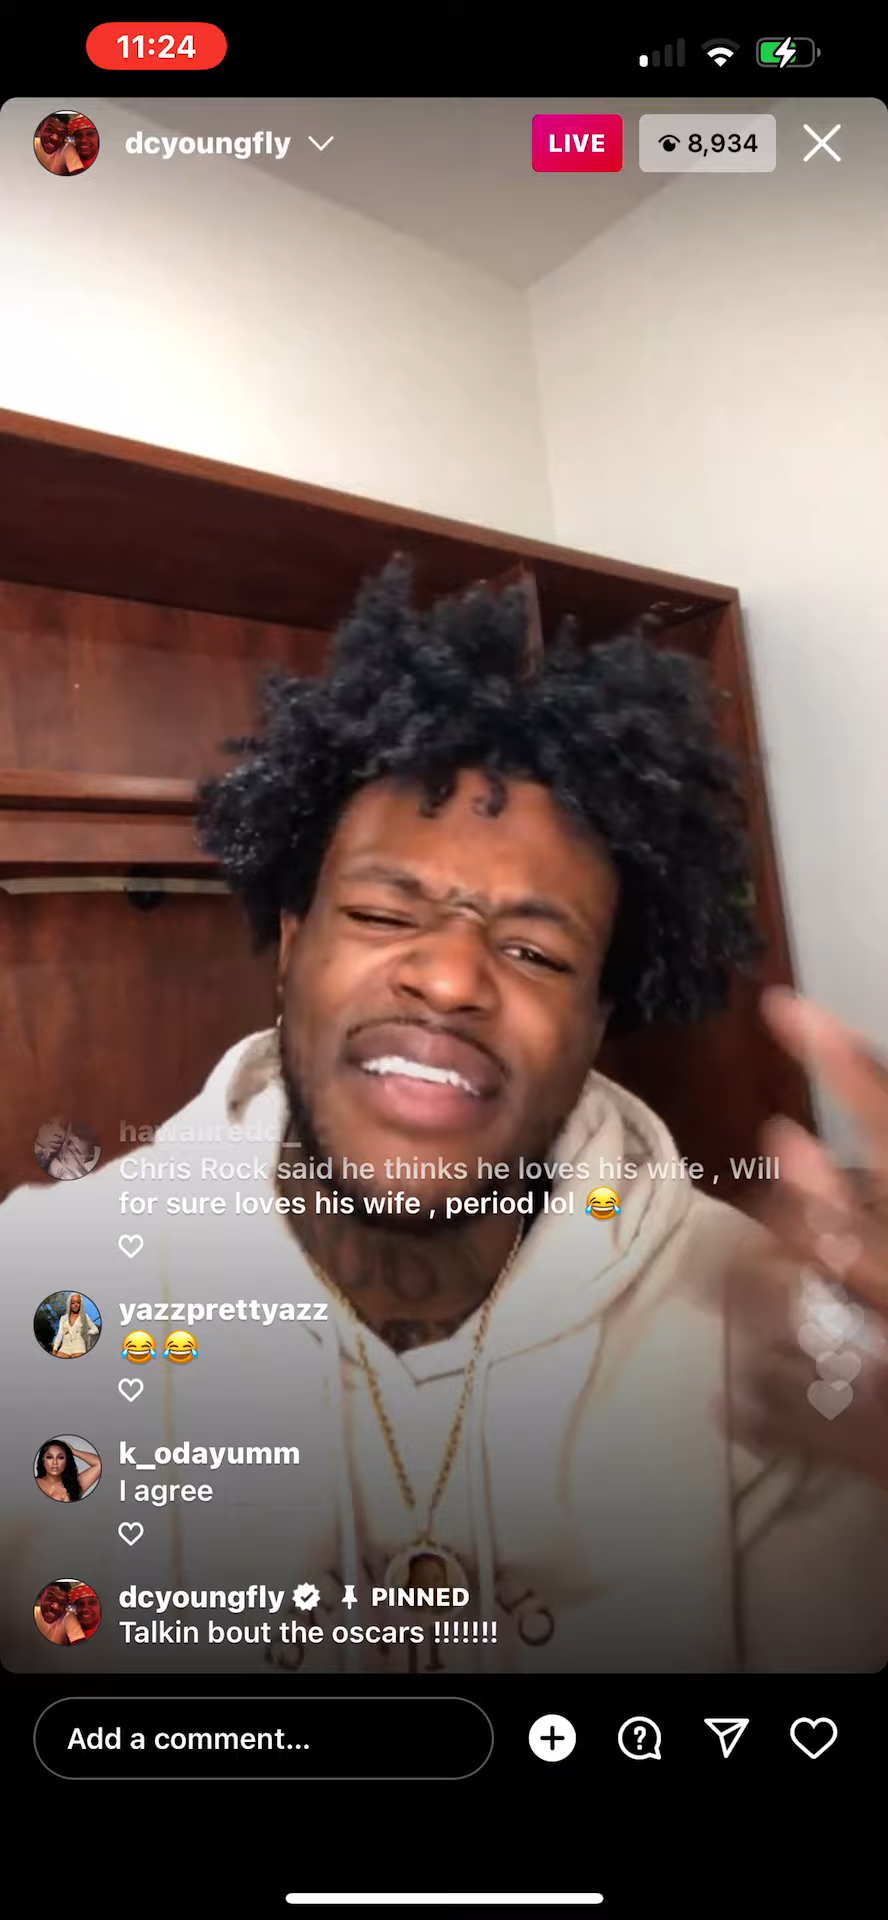 11:24
dcyoungfly
LIVE
8,934
hawaiiredd_
Chris Rock said he thinks he loves his wife , Will
for sure loves his wife , period lol 😂
yazzprettyazz
😂😂
k_odayumm
I agree
dcyoungfly PINNED
Talkin bout the oscars !!!!!!!
Add a comment...